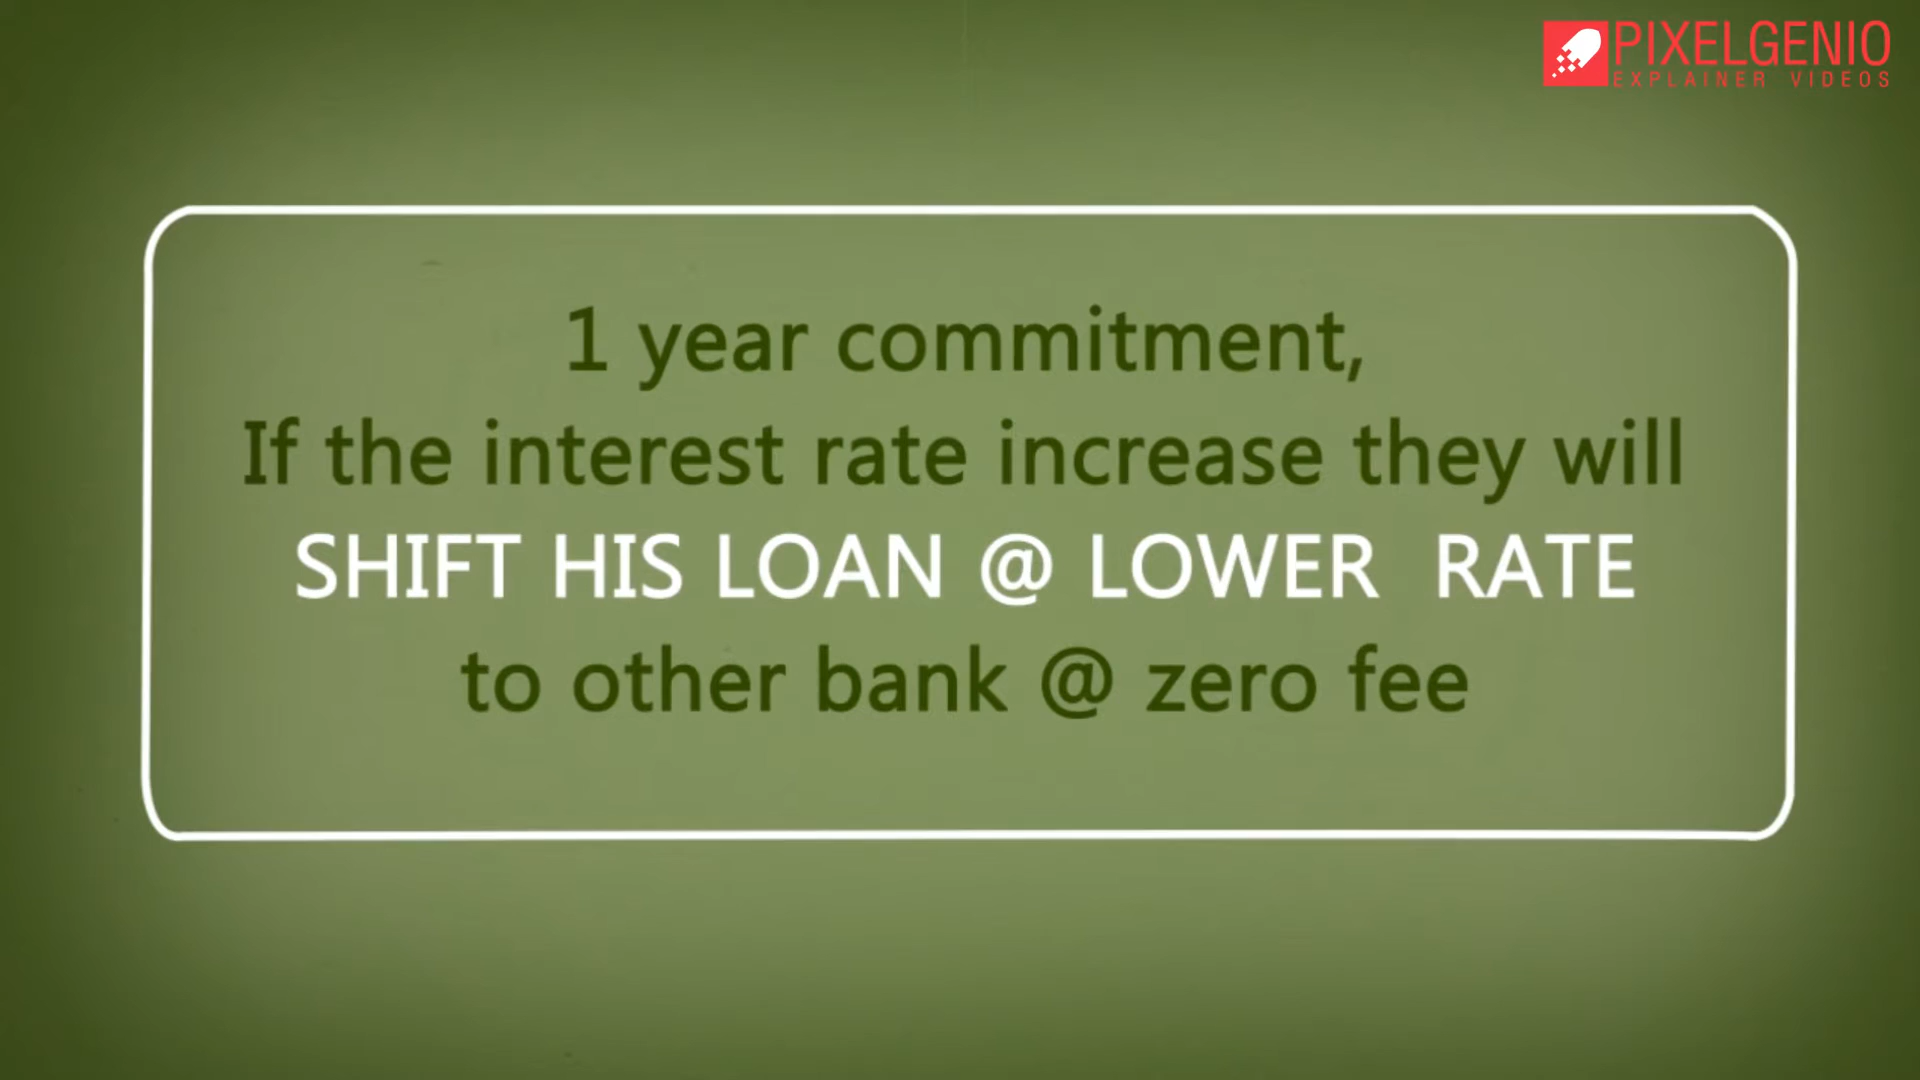 PIXELGENIO
EXPLAINER VIDEOS
1 year commitment,
If the interest rate increase they will
SHIFT HIS LOAN @ LOWER RATE
to other bank @ zero fee